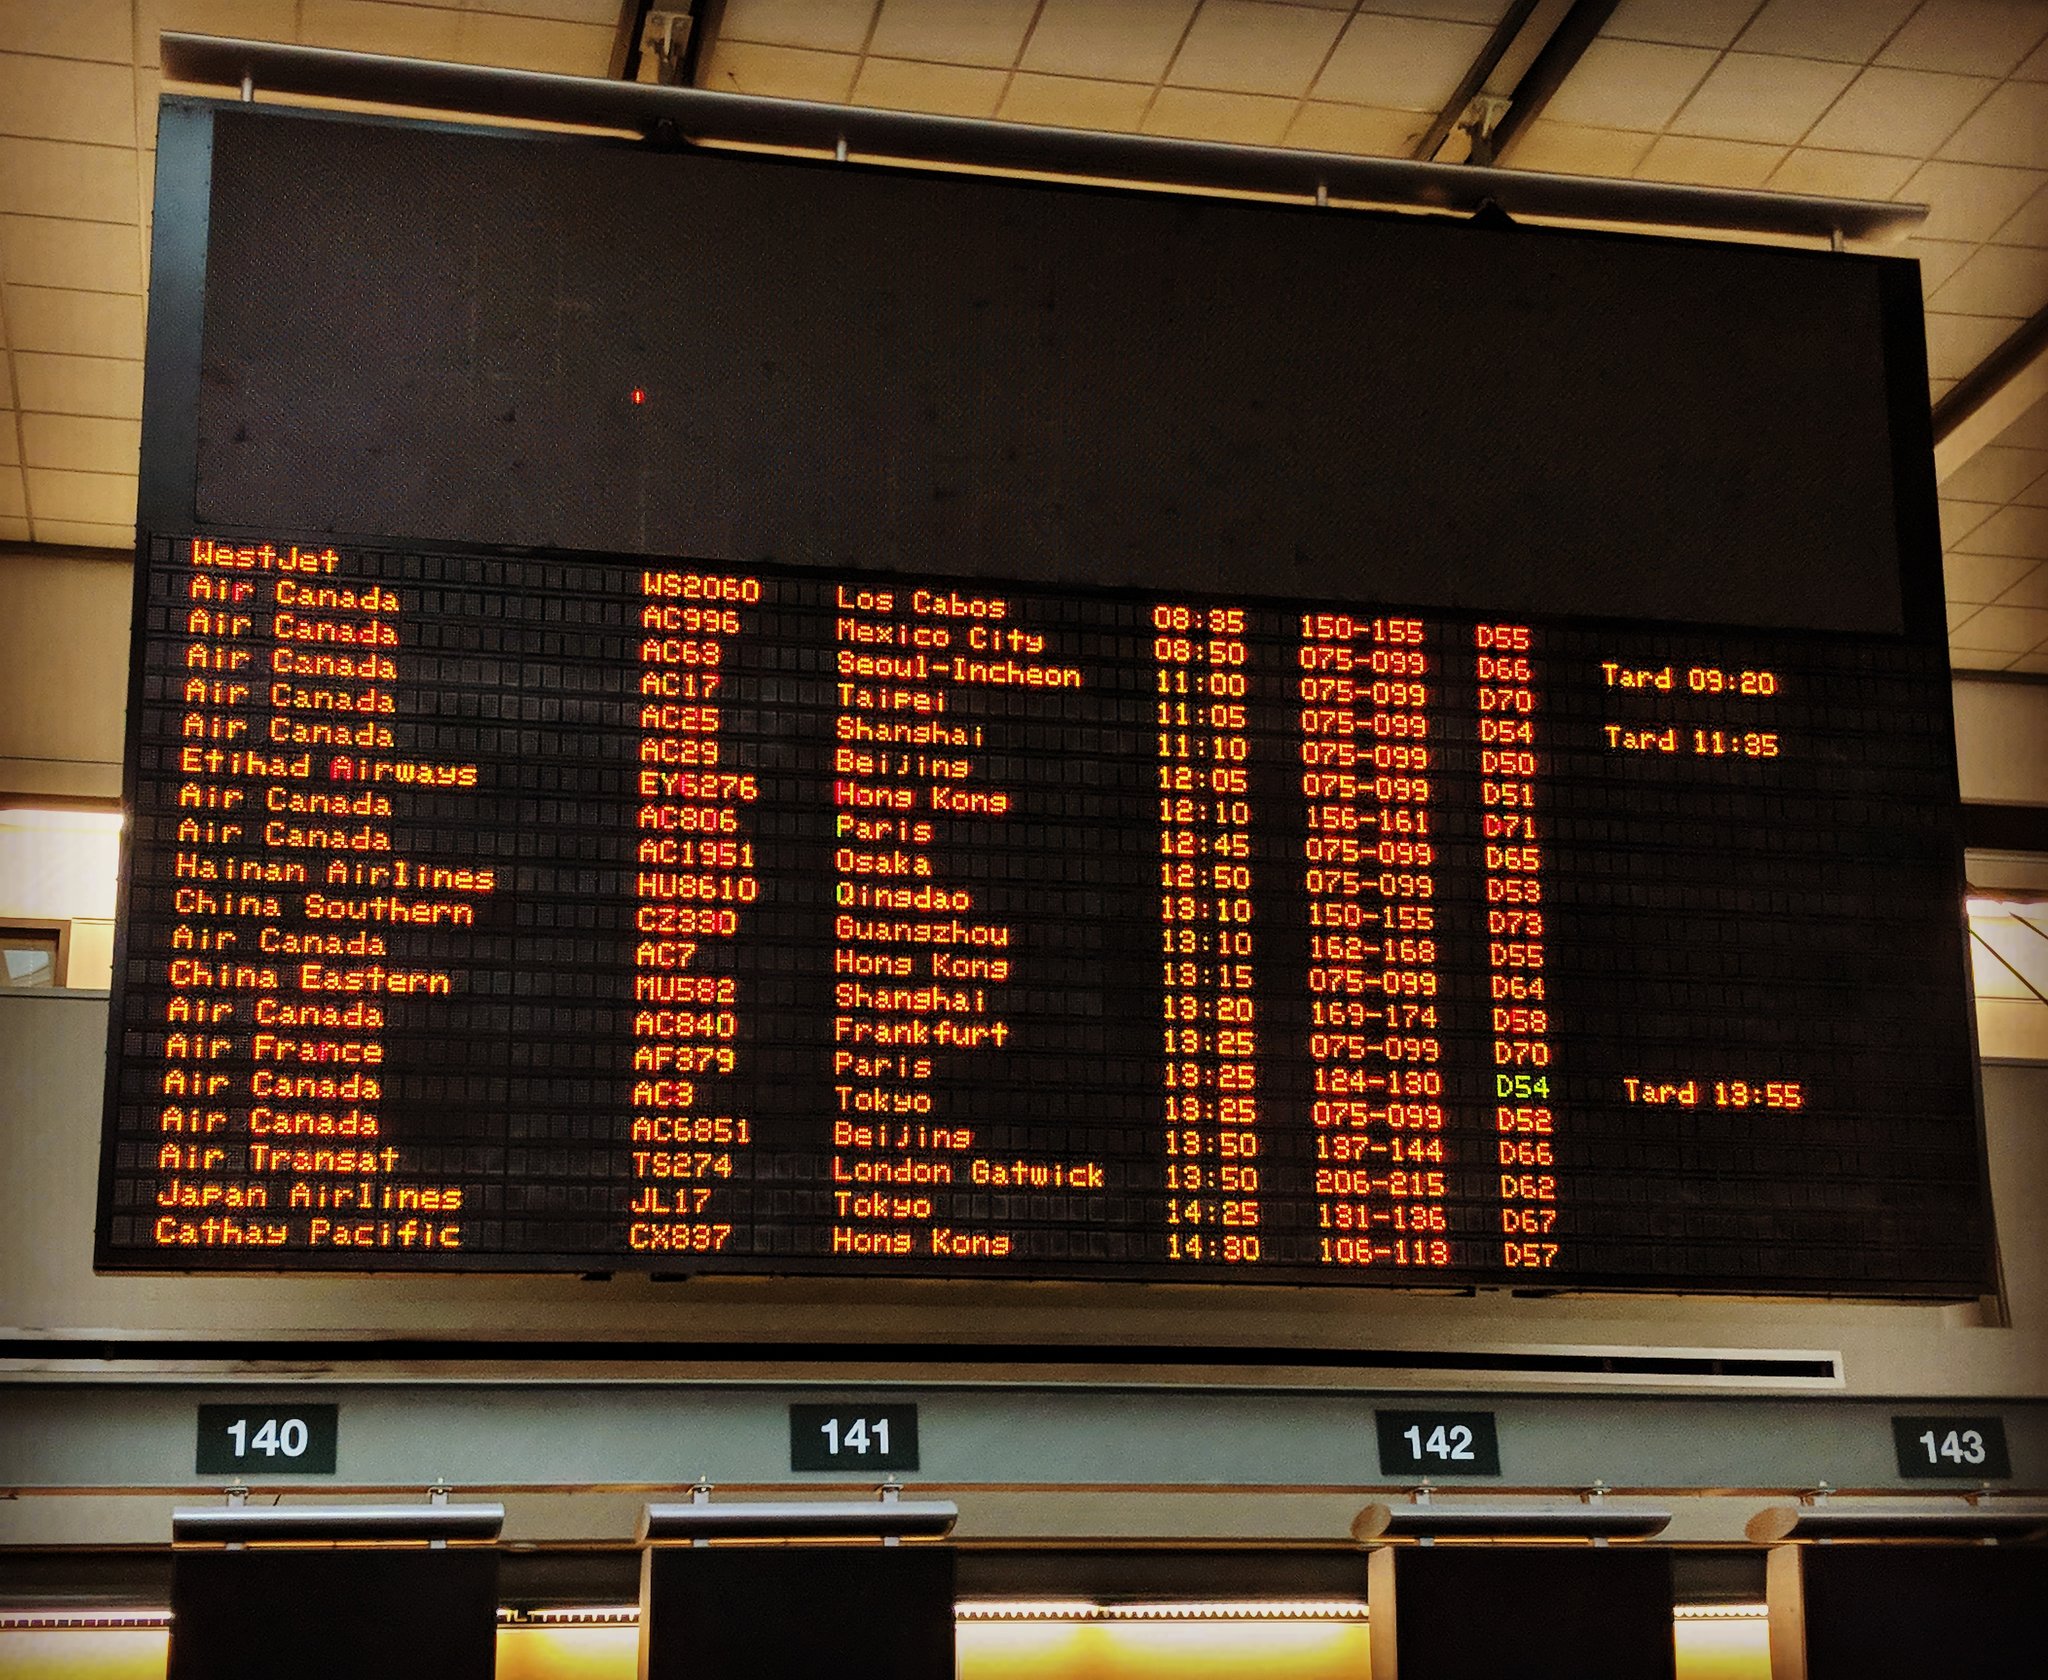 WestJet WS2060 Los Cabos 08:35 150-155 D55
Air Canada AC996 Mexico City 08:50 075-099 D66 Tard 09:20
Air Canada AC63 Seoul-Incheon 11:00 075-099 D70
Air Canada AC17 Taipei 11:05 075-099 D54 Tard 11:35
Air Canada AC25 Shanghai 11:10 075-099 D50
Air Canada AC29 Beijing 12:05 075-099 D51
Etihad Airways EY6276 Hong Kong 12:10 156-161 D71
Air Canada AC806 Paris 12:45 075-099 D65
Air Canada AC1951 Osaka 12:50 075-099 D53
Hainan Airlines HU8610 Qingdao 13:10 150-155 D73
China Southern CZ330 Guangzhou 13:10 162-168 D55
Air Canada AC7 Hong Kong 13:15 075-099 D64
China Eastern MU582 Shanghai 13:20 169-174 D58
Air Canada AC840 Frankfurt 13:25 075-099 D70
Air France AF379 Paris 13:25 124-130 D54 Tard 13:55
Air Canada AC3 Tokyo 13:25 075-099 D52
Air Canada AC6851 Beijing 13:50 137-144 D66
Air Transat TS274 London Gatwick 13:50 206-215 D62
Japan Airlines JL17 Tokyo 14:25 131-136 D67
Cathay Pacific CX837 Hong Kong 14:30 106-113 D57
140 141 142 143